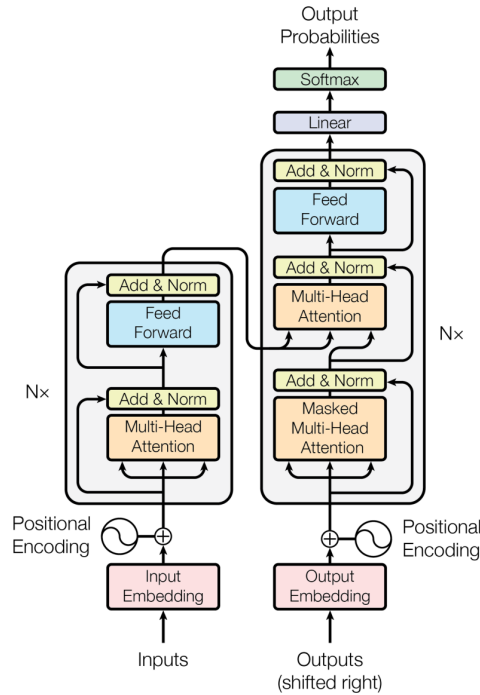 Output
Probabilities
Softmax
Linear
Add & Norm
Feed
Forward
Add & Norm
Multi-Head
Attention
Add & Norm
Masked
Multi-Head
Attention
Nx
Add & Norm
Feed
Forward
Add & Norm
Multi-Head
Attention
Nx
Positional
Encoding
Positional
Encoding
Input
Embedding
Output
Embedding
Inputs
Outputs
(shifted right)